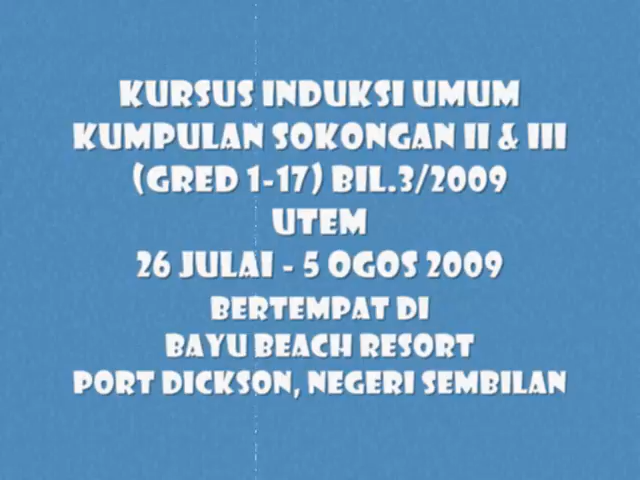 KURSUS INDUKSI UMUM
KUMPULAN SOKONGAN II & III
(GRED 1-17) BIL.3/2009
UTEM
26 JULAI - 5 OGOS 2009
BERTEMPAT DI
BAYU BEACH RESORT
PORT DICKSON, NEGERI SEMBILAN